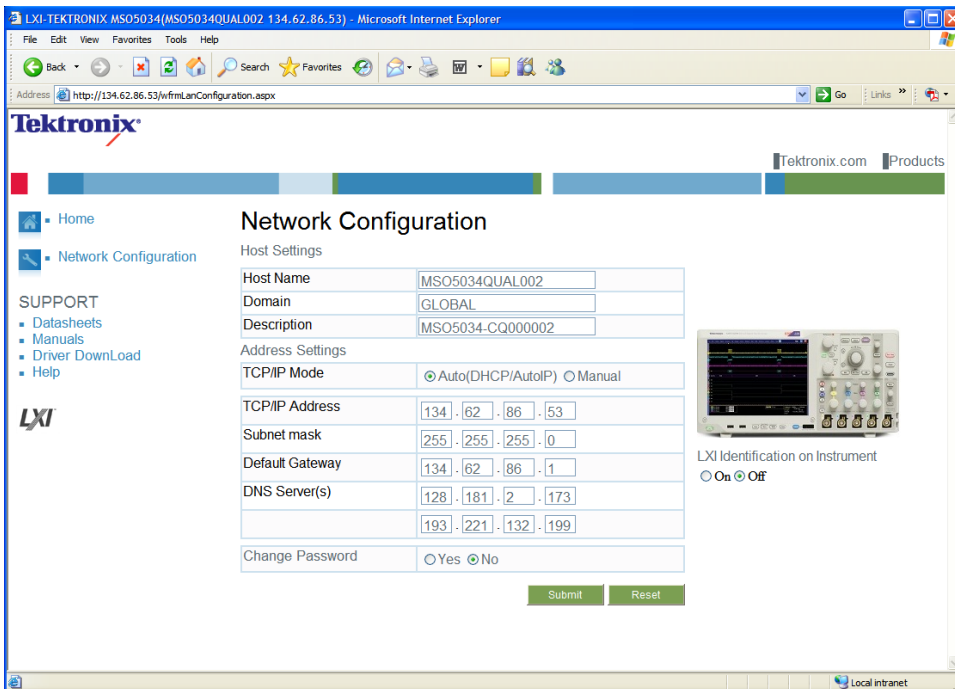 LXI-TEKTRONIX MSO5034(MSO5034QUAL002 134.62.86.53) - Microsoft Internet Explorer
File Edit View Favorites Tools Help
Back Search Favorites
Address http://134.62.86.53/wfrmLanConfiguration.aspx Go Links »
Tektronix
Tektronix.com Products
Home
Network Configuration
SUPPORT
Datasheets
Manuals
Driver DownLoad
Help
LXI
Network Configuration
Host Settings
Host Name MSO5034QUAL002
Domain GLOBAL
Description MSO5034-CQ000002
Address Settings
TCP/IP Mode Auto(DHCP/AutoIP) Manual
TCP/IP Address 134 . 62 . 86 . 53
Subnet mask 255 . 255 . 255 . 0
Default Gateway 134 . 62 . 86 . 1
DNS Server(s) 128 . 181 . 2 . 173
193 . 221 . 132 . 199
Change Password Yes No
Submit Reset
LXI Identification on Instrument
On Off
Local intranet